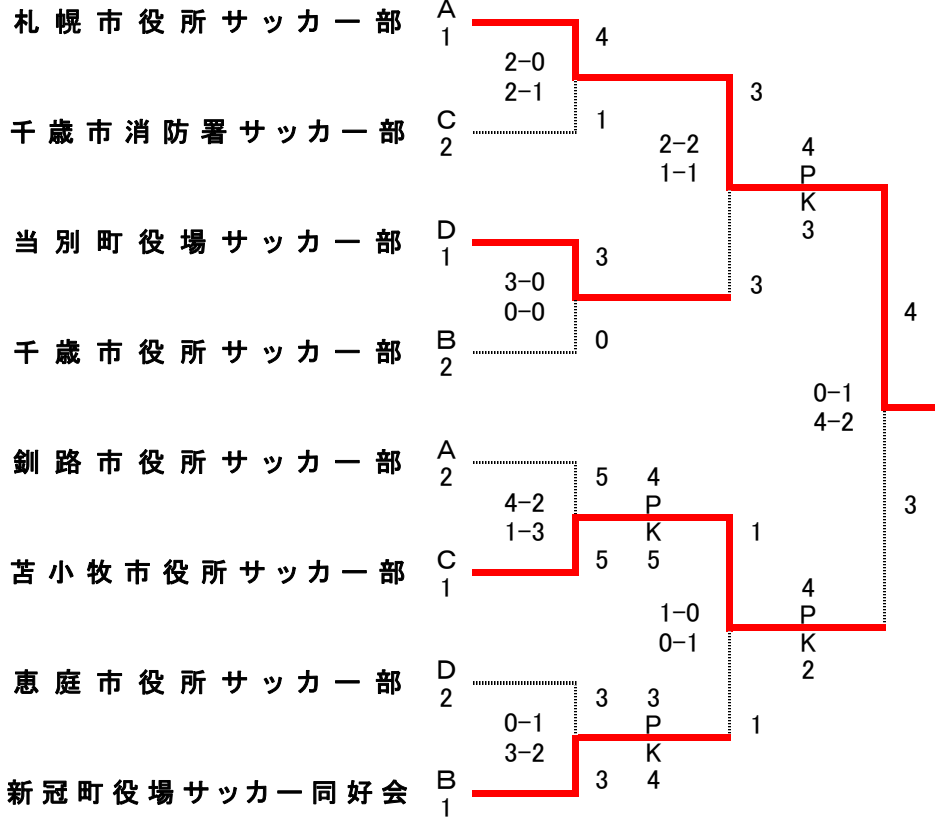 札幌市役所サッカー部
A
1
4
2-0
2-1
3
千歳市消防署サッカー部
C
2
1
2-2
1-1
4
P
K
3
当別町役場サッカー部
D
1
3
3-0
0-0
3
千歳市役所サッカー部
B
2
0
4
0-1
4-2
釧路市役所サッカー部
A
2
5
4
P
K
5
4-2
1-3
3
1
苫小牧市役所サッカー部
C
1
5
1-0
0-1
4
P
K
2
恵庭市役所サッカー部
D
2
3
3
P
K
4
0-1
3-2
1
新冠町役場サッカー同好会
B
1
3